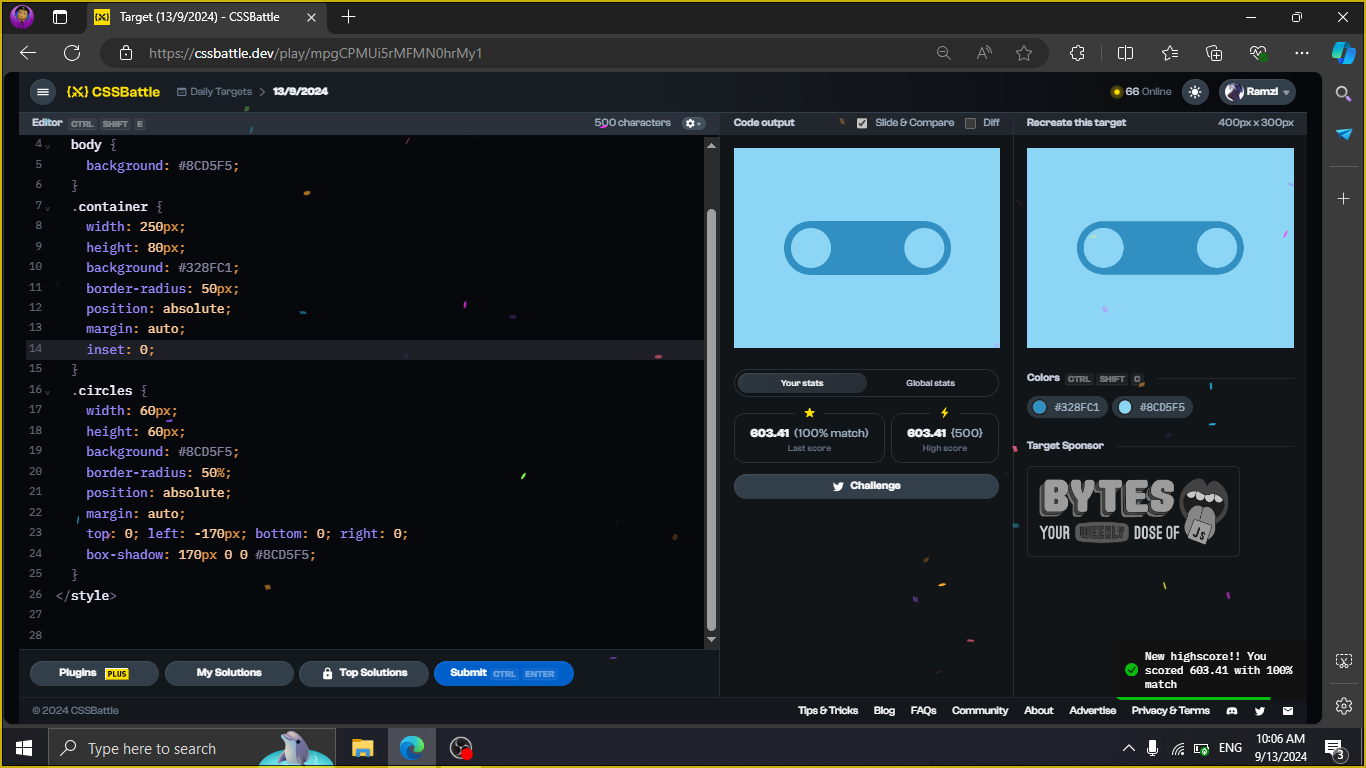 Target (13/9/2024) - CSSBattle
https://cssbattle.dev/play/mpgCPMUi5rMFMN0hrMy1
{X} CSSBattle
Daily Targets > 13/9/2024
66 Online
Ramzi
Editor CTRL SHIFT E
500 characters
4 body {
5 background: #8CD5F5;
6 }
7 .container {
8 width: 250px;
9 height: 80px;
10 background: #328FC1;
11 border-radius: 50px;
12 position: absolute;
13 margin: auto;
14 inset: 0;
15 }
16 .circles {
17 width: 60px;
18 height: 60px;
19 background: #8CD5F5;
20 border-radius: 50%;
21 position: absolute;
22 margin: auto;
23 top: 0; left: -170px; bottom: 0; right: 0;
24 box-shadow: 170px 0 0 #8CD5F5;
25 }
26 </style>
27
28
Plugins PLUS
My Solutions
Top Solutions
Submit CTRL ENTER
Code output
Slide & Compare
Diff
Your stats
Global stats
603.41 (100% match)
Last score
603.41 {500}
High score
Challenge
Recreate this target
400px x 300px
Colors CTRL SHIFT C
#328FC1
#8CD5F5
Target Sponsor
BYTES
YOUR WEEKLY DOSE OF JS
New highscore!! You
scored 603.41 with 100%
match
© 2024 CSSBattle
Tips & Tricks
Blog
FAQs
Community
About
Advertise
Privacy & Terms
Type here to search
ENG
10:06 AM
9/13/2024
3